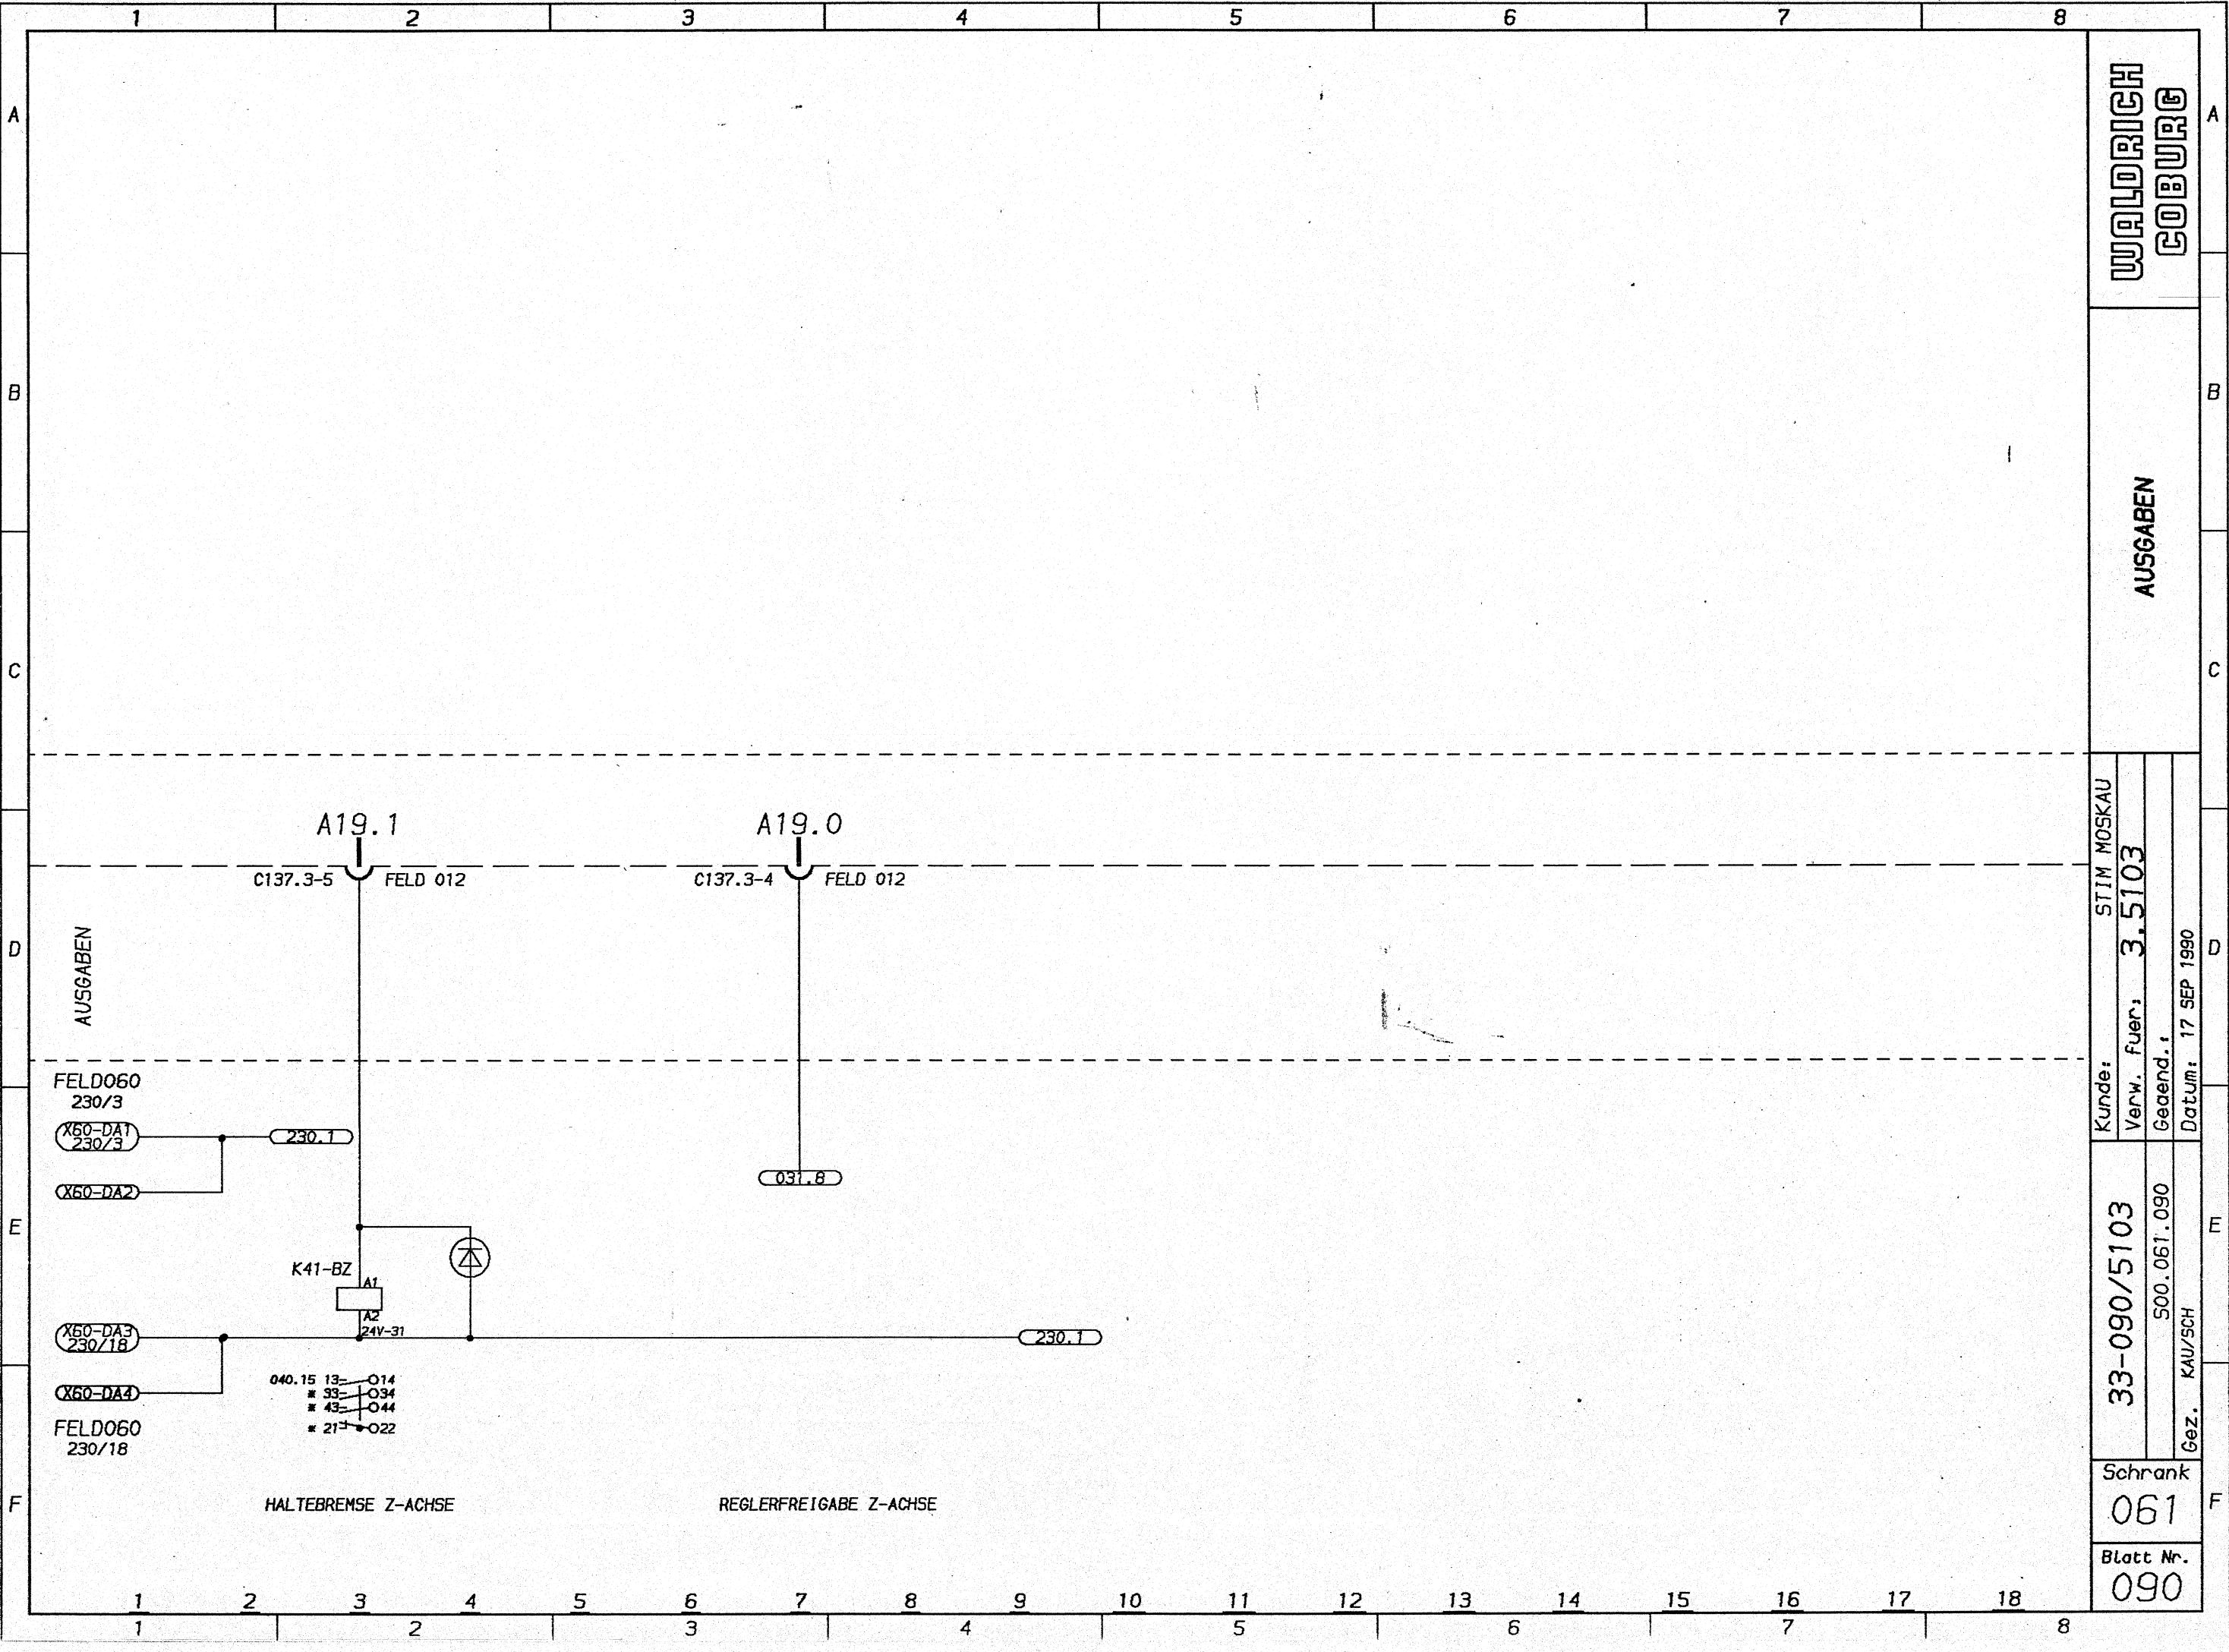 1 2 3 4 5 6 7 8
A A
B B
C C
D D
E E
F F
WALDRICH
COBURG
AUSGABEN
Kunde: STIM MOSKAU
Verw. fuer: 3.5103
Geaend.:
Datum: 17 SEP 1990
33-090/5103
S00.061.090
Gez. KAU/SCH
Schrank
061
Blatt Nr.
090
A19.1 A19.0
C137.3-5 FELD 012 C137.3-4 FELD 012
AUSGABEN
FELD060
230/3
X60-DA1
230/3
230.1
X60-DA2
031.8
K41-BZ
A1
A2
24V-31
X60-DA3
230/18
230.1
X60-DA4
FELD060
230/18
040.15 13 14
* 33 34
* 43 44
* 21 22
HALTEBREMSE Z-ACHSE REGLERFREIGABE Z-ACHSE
1 2 3 4 5 6 7 8 9 10 11 12 13 14 15 16 17 18
1 2 3 4 5 6 7 8